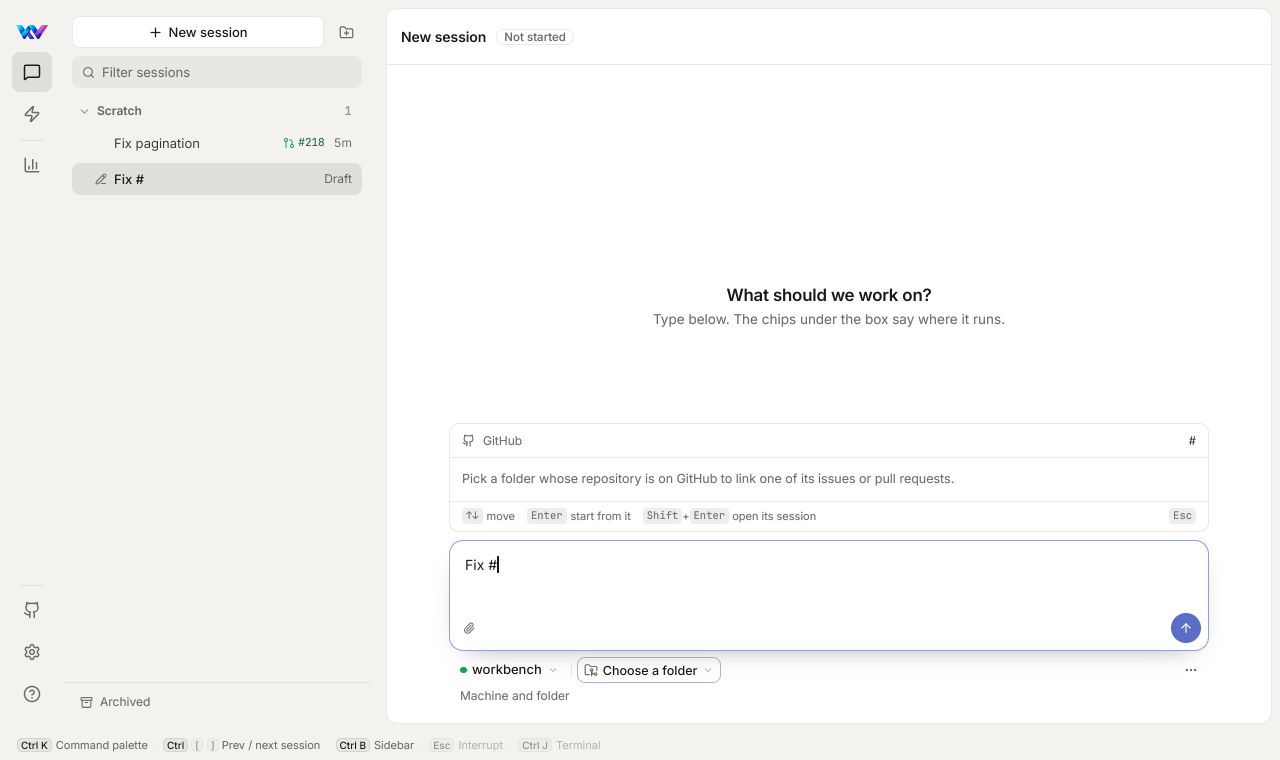 New session
Filter sessions
Scratch 1
Fix pagination #218 5m
Fix # Draft
Archived
New session Not started
What should we work on?
Type below. The chips under the box say where it runs.
GitHub #
Pick a folder whose repository is on GitHub to link one of its issues or pull requests.
↑↓ move Enter start from it Shift+Enter open its session Esc
Fix #
workbench Choose a folder
Machine and folder
Ctrl K Command palette · Ctrl [ ] Prev / next session · Ctrl B Sidebar · Esc Interrupt · Ctrl J Terminal